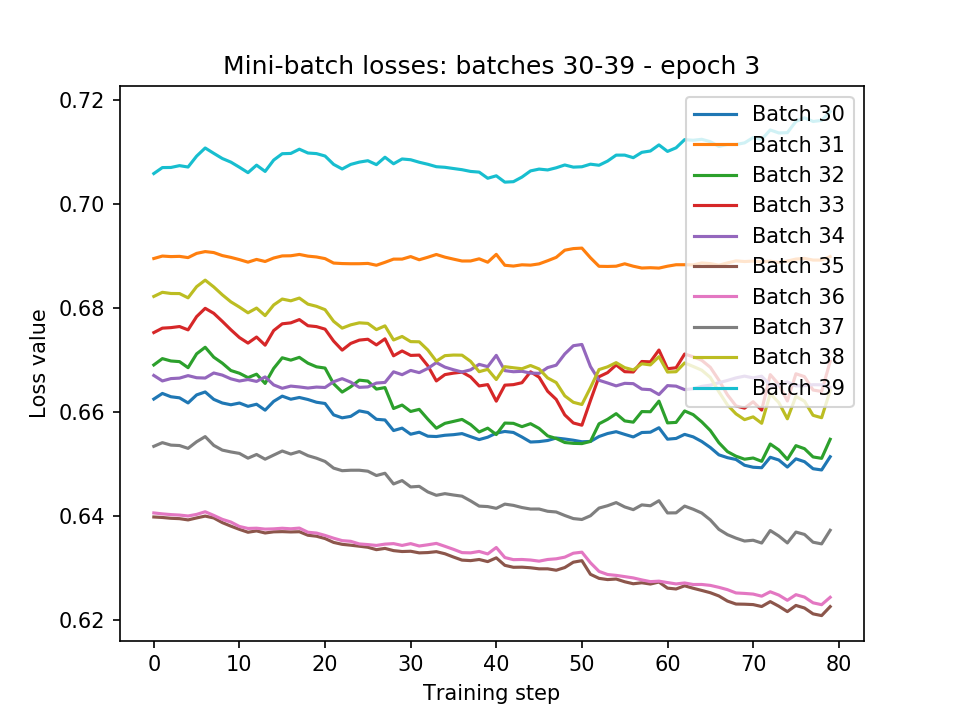 Mini-batch losses: batches 30-39 - epoch 3
Loss value
0.72
0.70
0.68
0.66
0.64
0.62
0
10
20
30
40
50
60
70
80
Training step
Batch 30
Batch 31
Batch 32
Batch 33
Batch 34
Batch 35
Batch 36
Batch 37
Batch 38
Batch 39